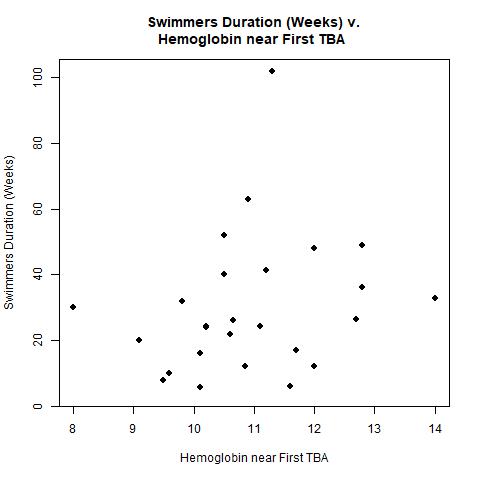 Swimmers Duration (Weeks) v.
Hemoglobin near First TBA
Swimmers Duration (Weeks)
100
80
60
40
20
0
8 9 10 11 12 13 14
Hemoglobin near First TBA